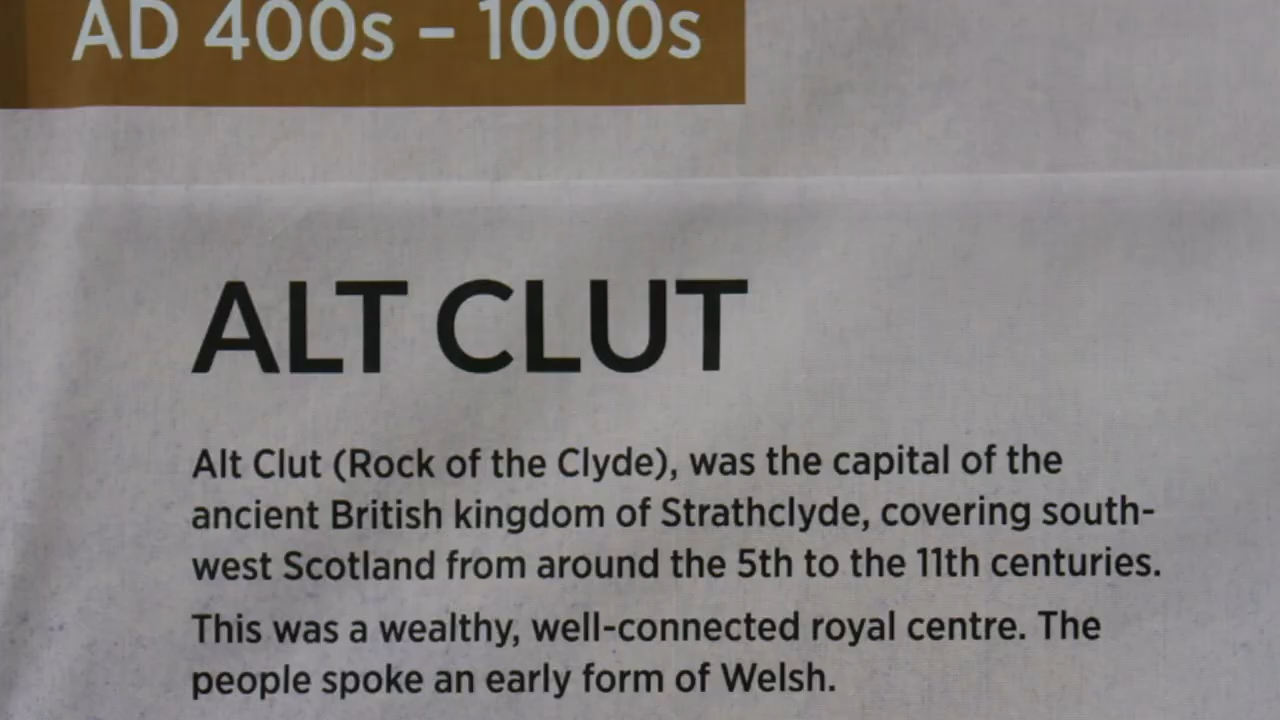 AD 400s – 1000s
ALT CLUT
Alt Clut (Rock of the Clyde), was the capital of the
ancient British kingdom of Strathclyde, covering south-
west Scotland from around the 5th to the 11th centuries.
This was a wealthy, well-connected royal centre. The
people spoke an early form of Welsh.